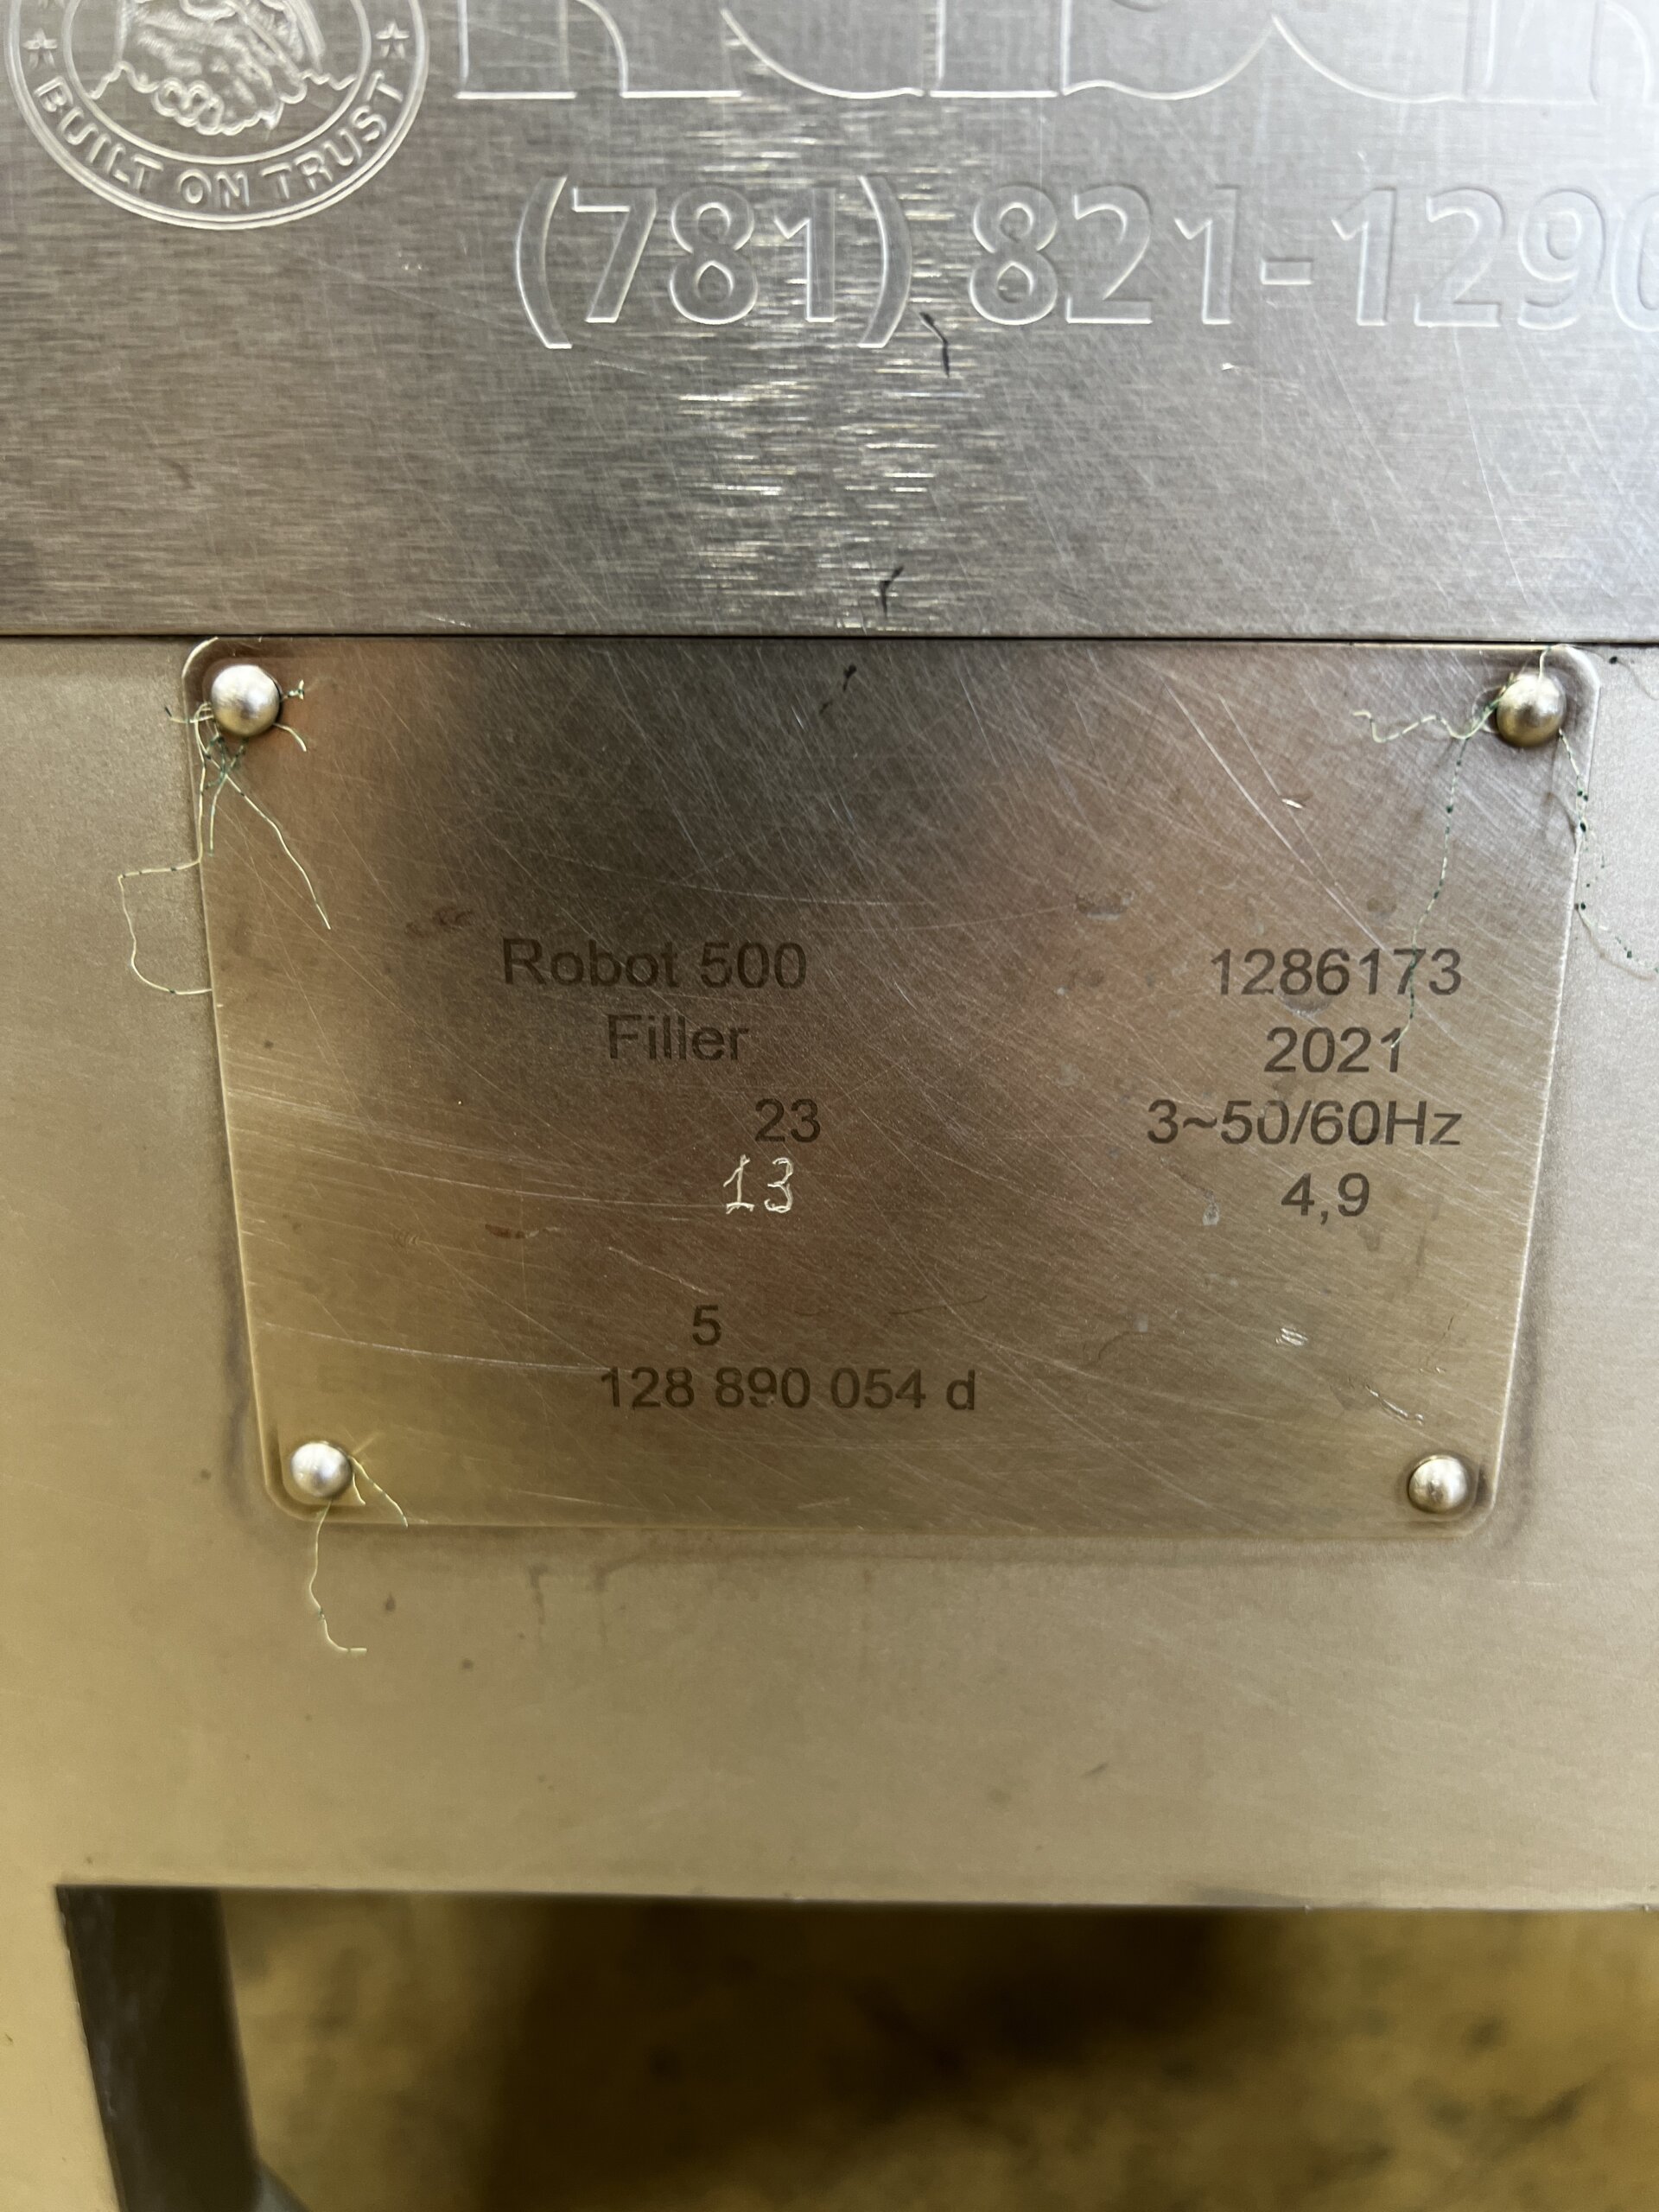 BUILT ON TRUST
(781) 821-1290
Robot 500 1286173
Filler 2021
23 3~50/60Hz
13 4,9
5
128 890 054 d